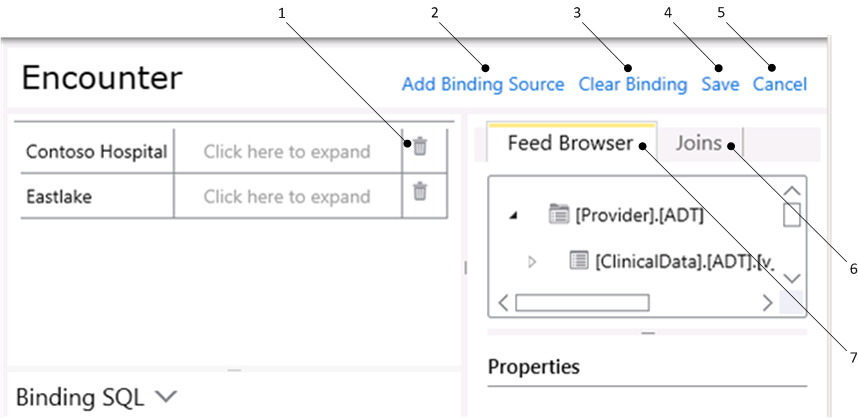 1 2 3 4 5
Encounter
Add Binding Source Clear Binding Save Cancel
Contoso Hospital Click here to expand
Eastlake Click here to expand
Feed Browser Joins
[Provider].[ADT]
[ClinicalData].[ADT].[v_
6
7
Properties
Binding SQL